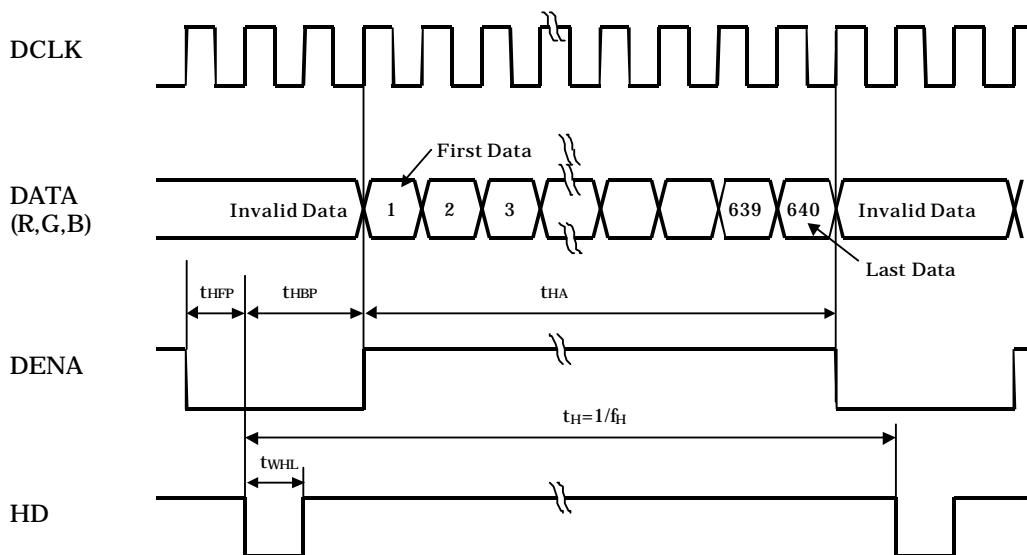 DCLK
First Data
DATA
(R,G,B)
Invalid Data 1 2 3 639 640 Invalid Data
Last Data
tHFP tHBP tHA
DENA
tH=1/fH
tWHL
HD